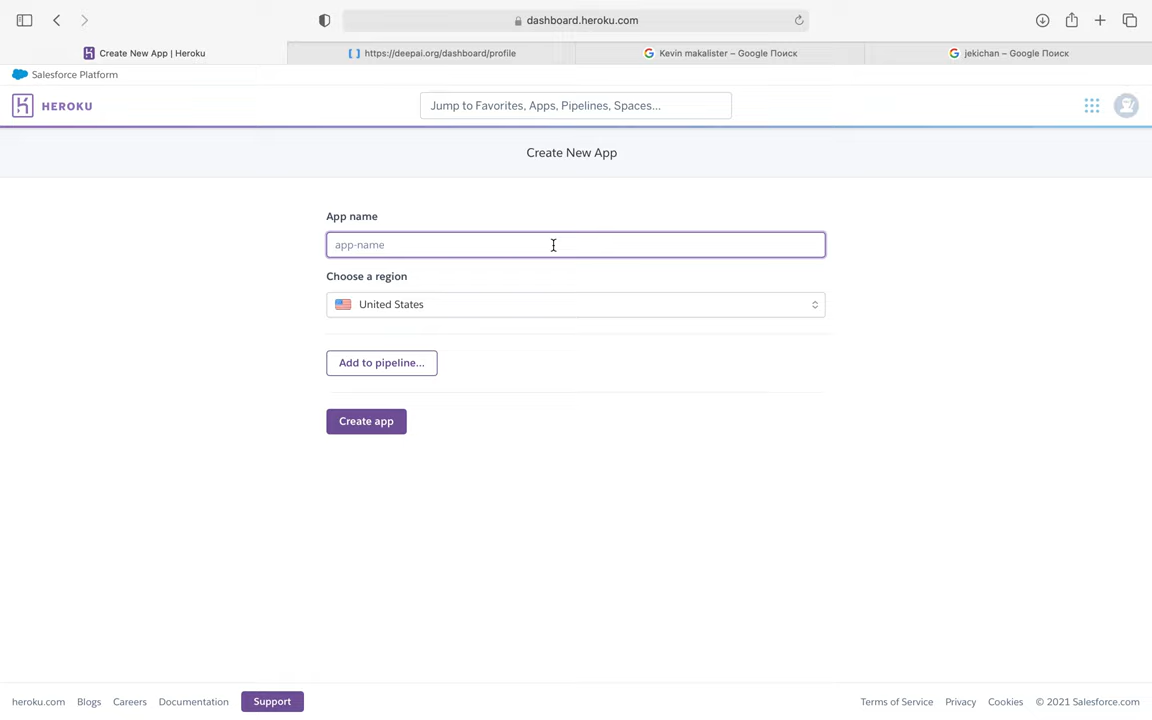 dashboard.heroku.com
Create New App | Heroku
https://deepai.org/dashboard/profile
Kevin makalister – Google Поиск
jekichan – Google Поиск
Salesforce Platform
HEROKU
Jump to Favorites, Apps, Pipelines, Spaces...
Create New App
App name
app-name
Choose a region
United States
Add to pipeline...
Create app
heroku.com Blogs Careers Documentation Support Terms of Service Privacy Cookies © 2021 Salesforce.com